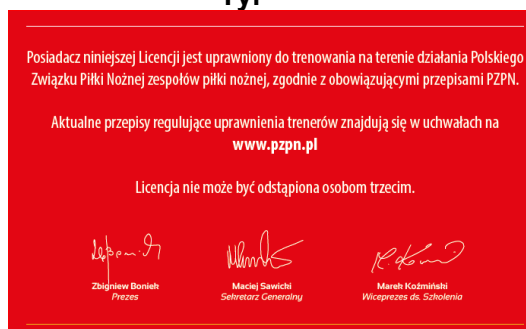 Posiadacz niniejszej Licencji jest uprawniony do trenowania na terenie działania Polskiego
Związku Piłki Nożnej zespołów piłki nożnej, zgodnie z obowiązującymi przepisami PZPN.
Aktualne przepisy regulujące uprawnienia trenerów znajdują się w uchwałach na
www.pzpn.pl
Licencja nie może być odstąpiona osobom trzecim.
Zbigniew Boniek
Prezes
Maciej Sawicki
Sekretarz Generalny
Marek Koźmiński
Wiceprezes ds. Szkolenia